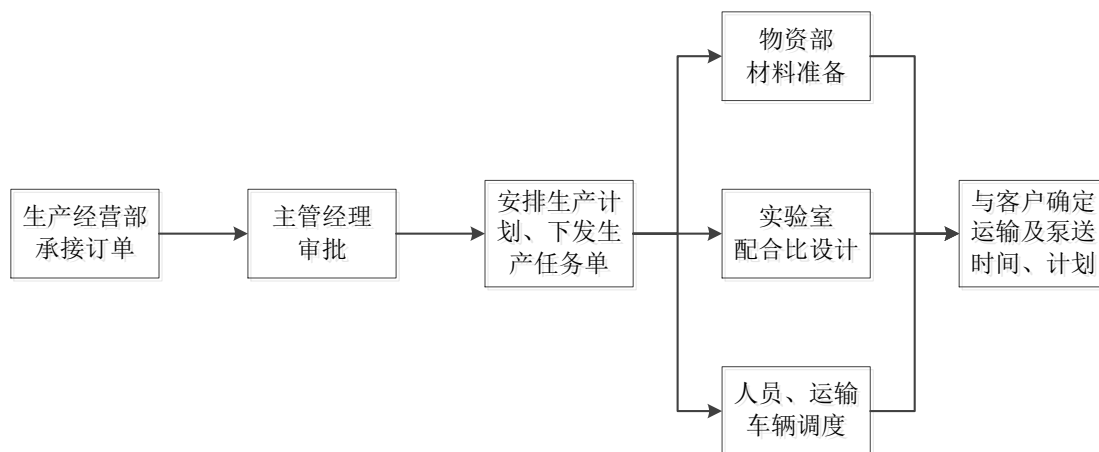 物资部
材料准备
生产经营部
承接订单
主管经理
审批
安排生产计
划、下发生
产任务单
实验室
配合比设计
与客户确定
运输及泵送
时间、计划
人员、运输
车辆调度